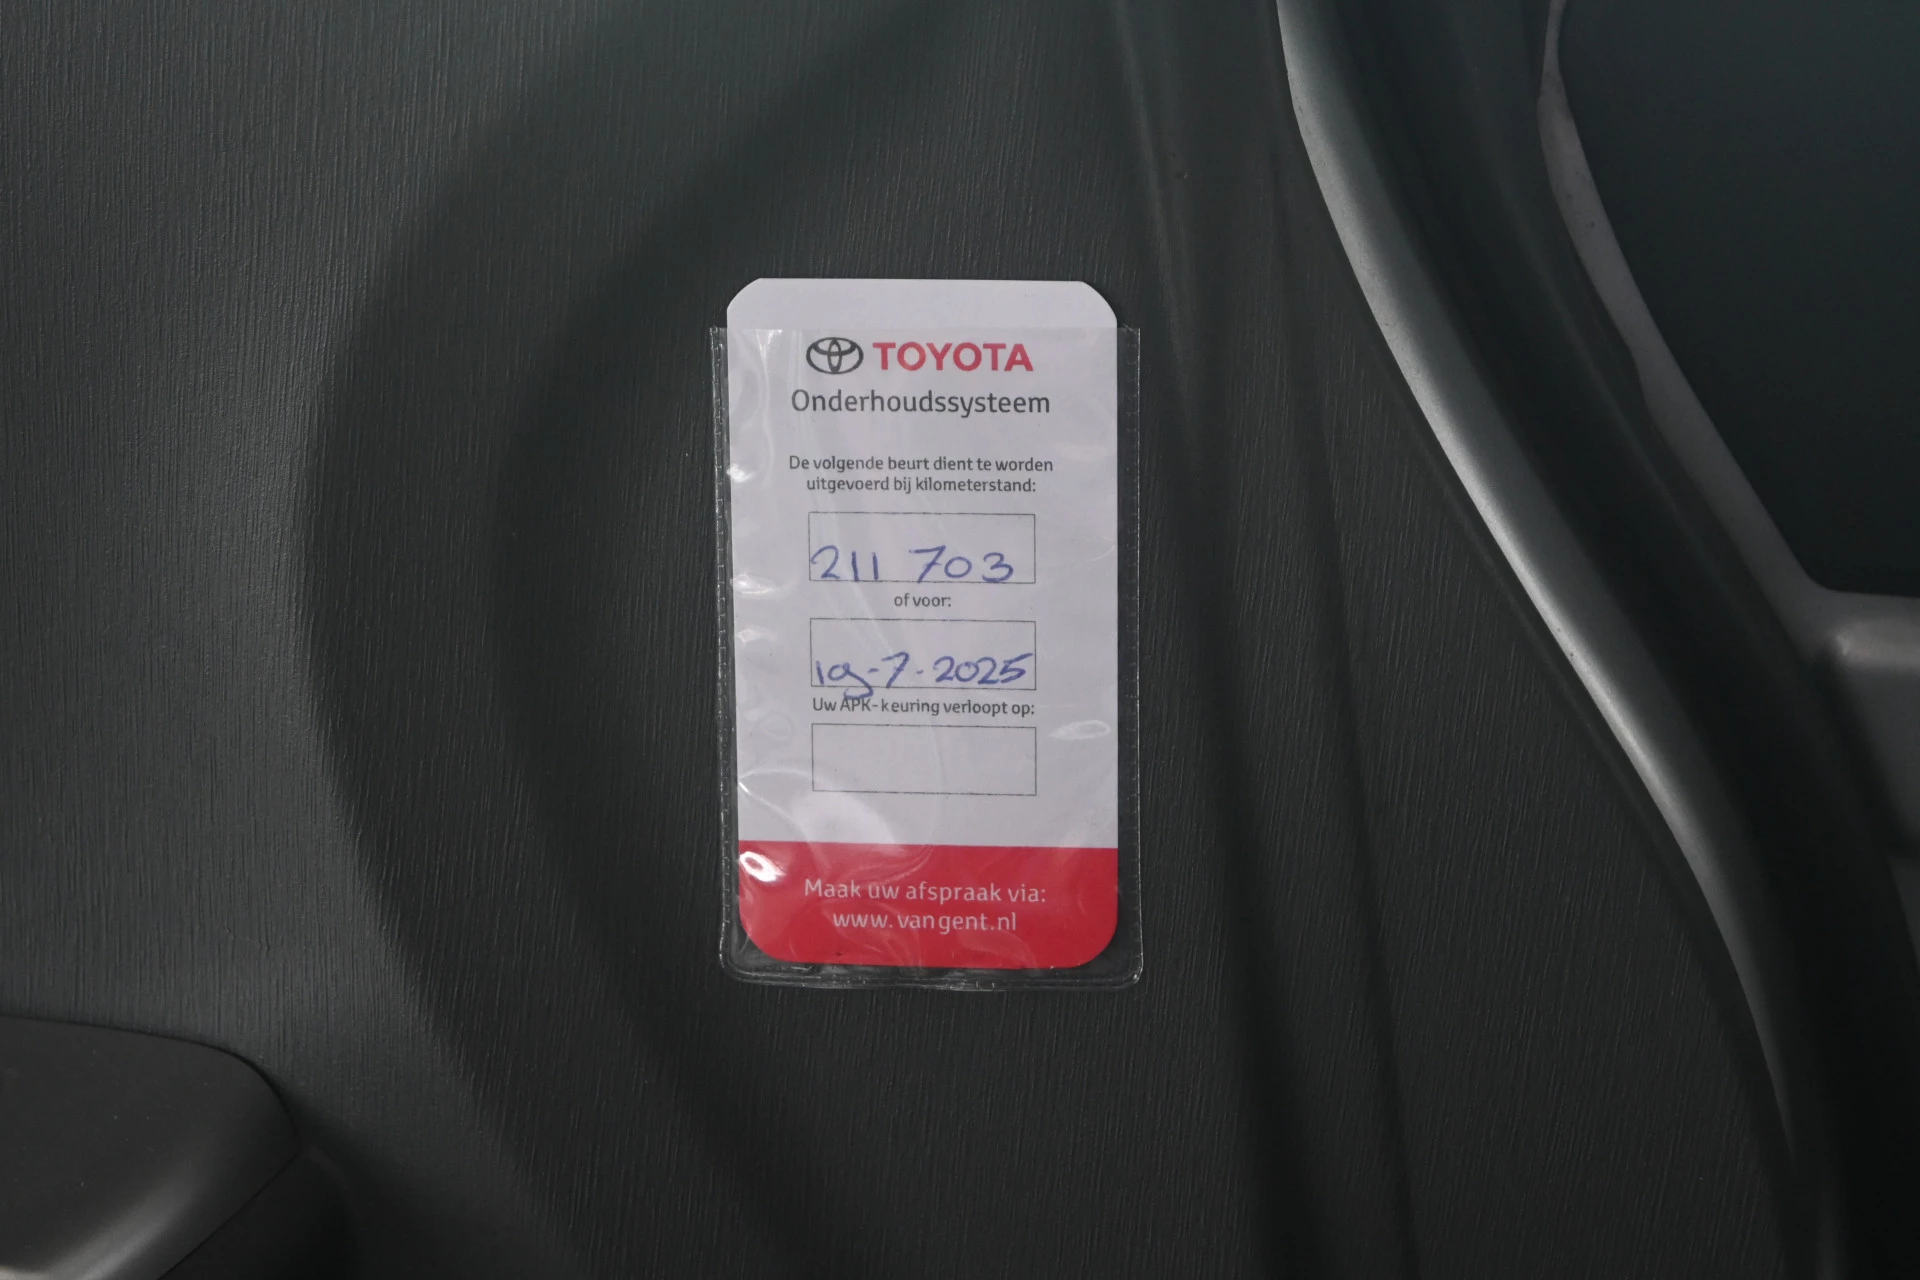 TOYOTA
Onderhoudssysteem
De volgende beurt dient te worden
uitgevoerd bij kilometerstand:
211 703
of voor:
19-7-2025
Uw APK-keuring verloopt op:
Maak uw afspraak via:
www.vangent.nl